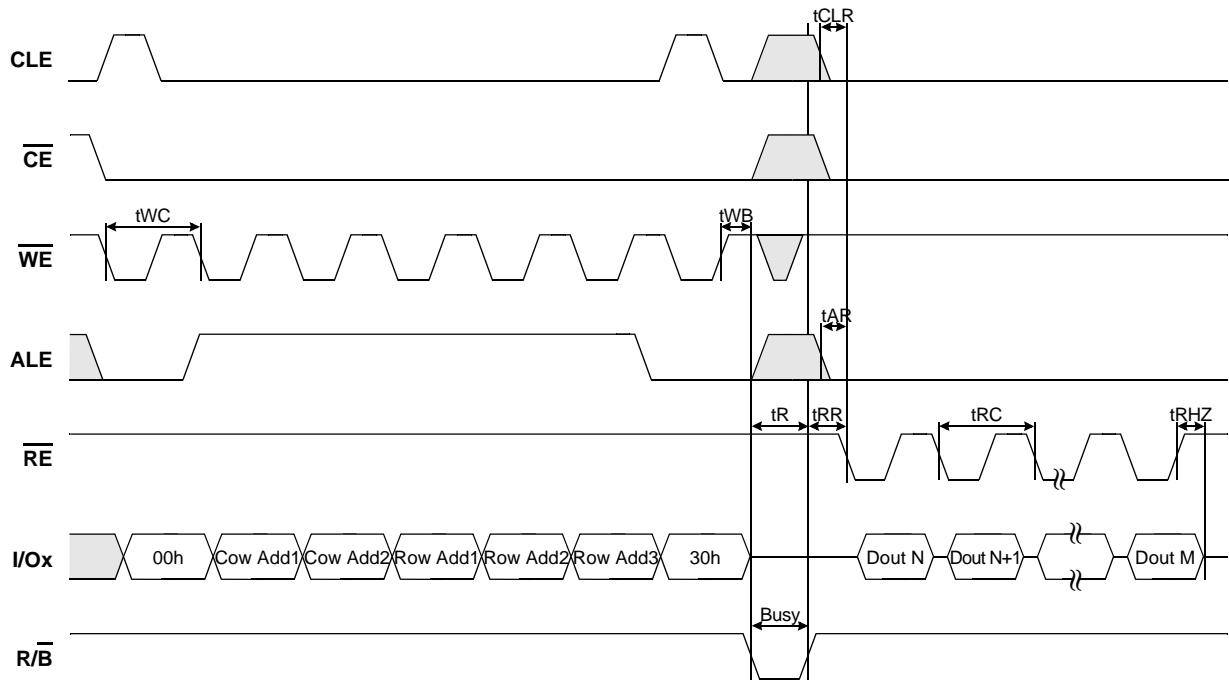 tCLR
CLE
CE
tWC
tWB
WE
tAR
ALE
tR
tRR
tRC
tRHZ
RE
I/Ox
00h
Cow Add1
Cow Add2
Row Add1
Row Add2
Row Add3
30h
Dout N
Dout N+1
Dout M
Busy
R/B